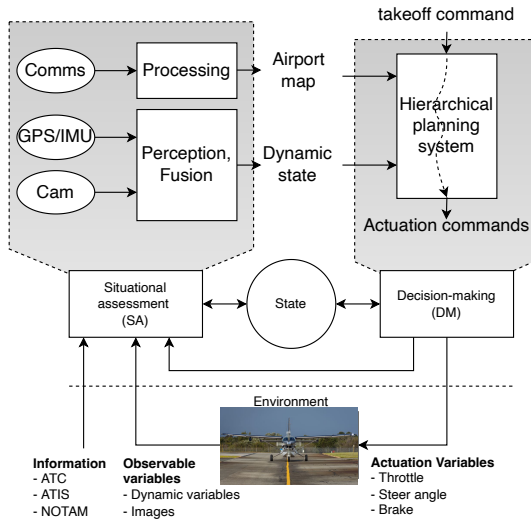 takeoff command
Comms
Processing
Airport
map
Hierarchical
planning
system
GPS/IMU
Perception,
Fusion
Dynamic
state
Cam
Actuation commands
Situational
assessment
(SA)
State
Decision-making
(DM)
Environment
Information
- ATC
- ATIS
- NOTAM
Observable
variables
- Dynamic variables
- Images
Actuation Variables
- Throttle
- Steer angle
- Brake